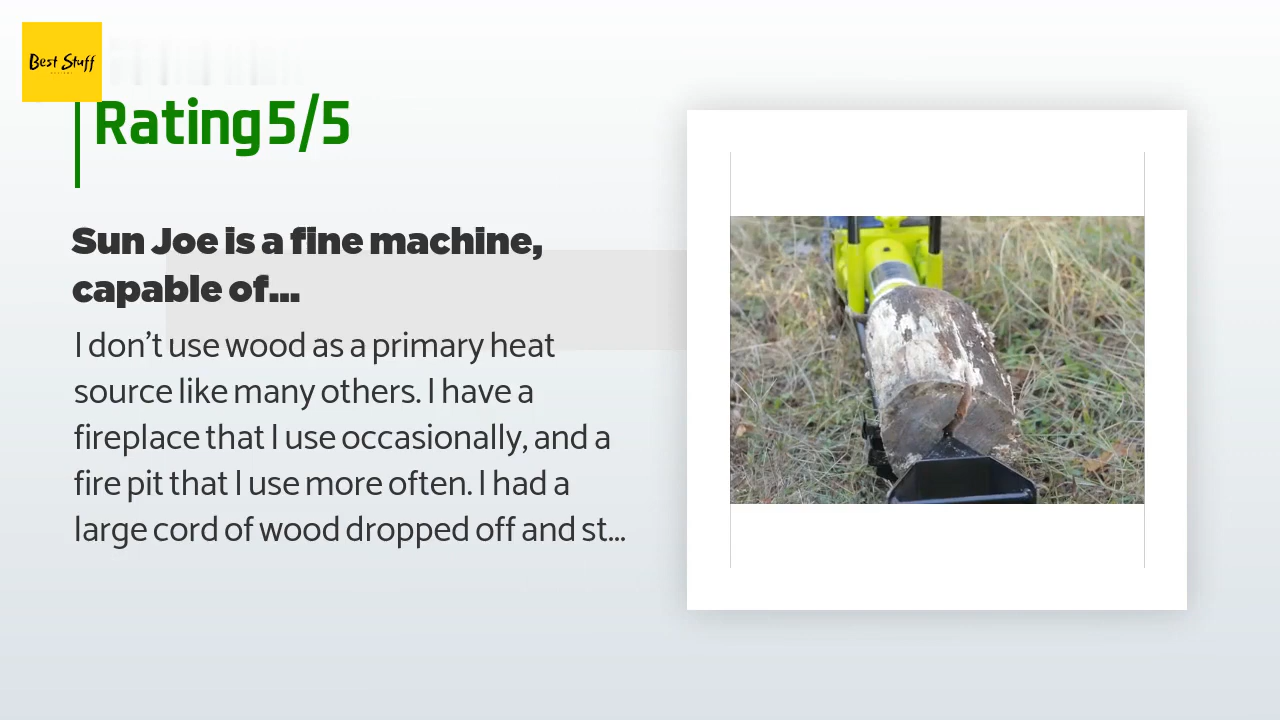 Best Stuff
Rating 5/5
Sun Joe is a fine machine,
capable of...
I don't use wood as a primary heat
source like many others. I have a
fireplace that I use occasionally, and a
fire pit that I use more often. I had a
large cord of wood dropped off and st...